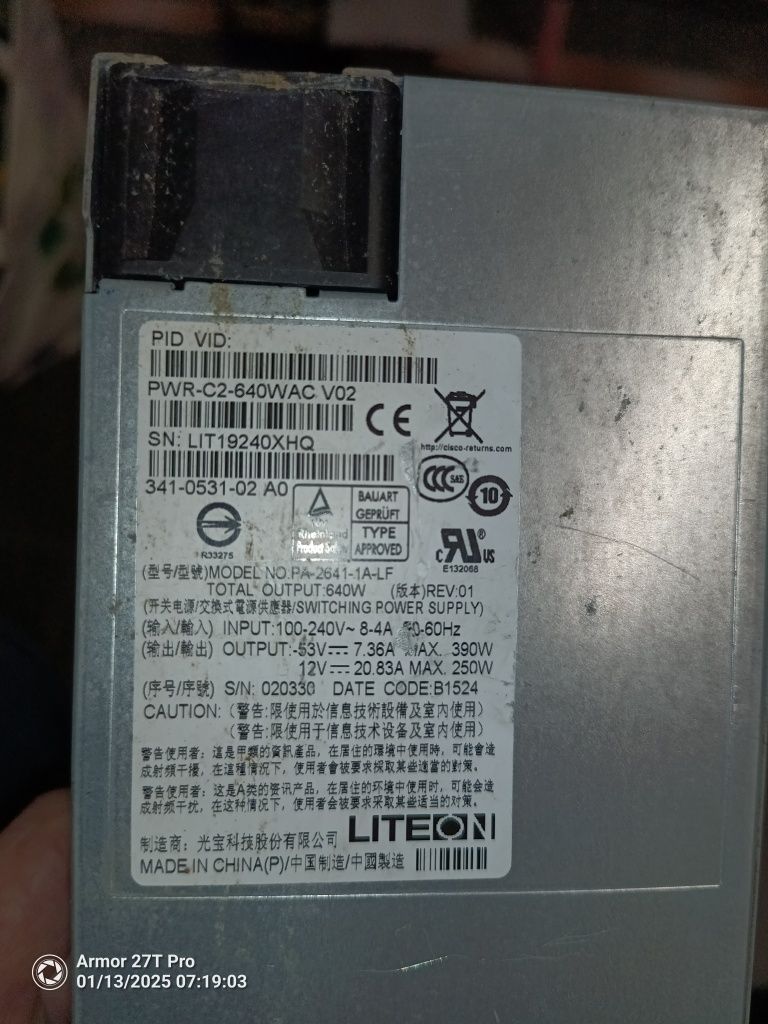 PID VID:
PWR-C2-640WAC V02
CE
SN: LIT19240XHQ
http://cisco-returns.com
341-0531-02 A0
CCC S&E
10
R33275
BAUART
GEPRÜFT
TYPE
APPROVED
c RU ® US
E132068
(型号/型號)MODEL NO.PA-2641-1A-LF
TOTAL OUTPUT:640W (版本)REV:01
(开关电源/交換式電源供應器/SWITCHING POWER SUPPLY)
(输入/輸入) INPUT:100-240V~ 8-4A 50-60Hz
(输出/輸出) OUTPUT:-53V⎓ 7.36A MAX. 390W
12V⎓ 20.83A MAX. 250W
(序号/序號) S/N: 020330 DATE CODE:B1524
CAUTION: (警告:限使用於信息技術設備及室内使用)
(警告:限使用于信息技术设备及室内使用)
警告使用者: 這是甲類的資訊產品, 在居住的環境中使用時, 可能會造
成射頻干擾, 在這種情況下, 使用者會被要求採取某些適當的對策。
警告使用者: 这是A类的资讯产品, 在居住的环境中使用时, 可能会造
成射频干扰, 在这种情况下, 使用者会被要求采取某些适当的对策。
制造商: 光宝科技股份有限公司 LITEON
MADE IN CHINA(P)/中国制造/中國製造
Armor 27T Pro
01/13/2025 07:19:03